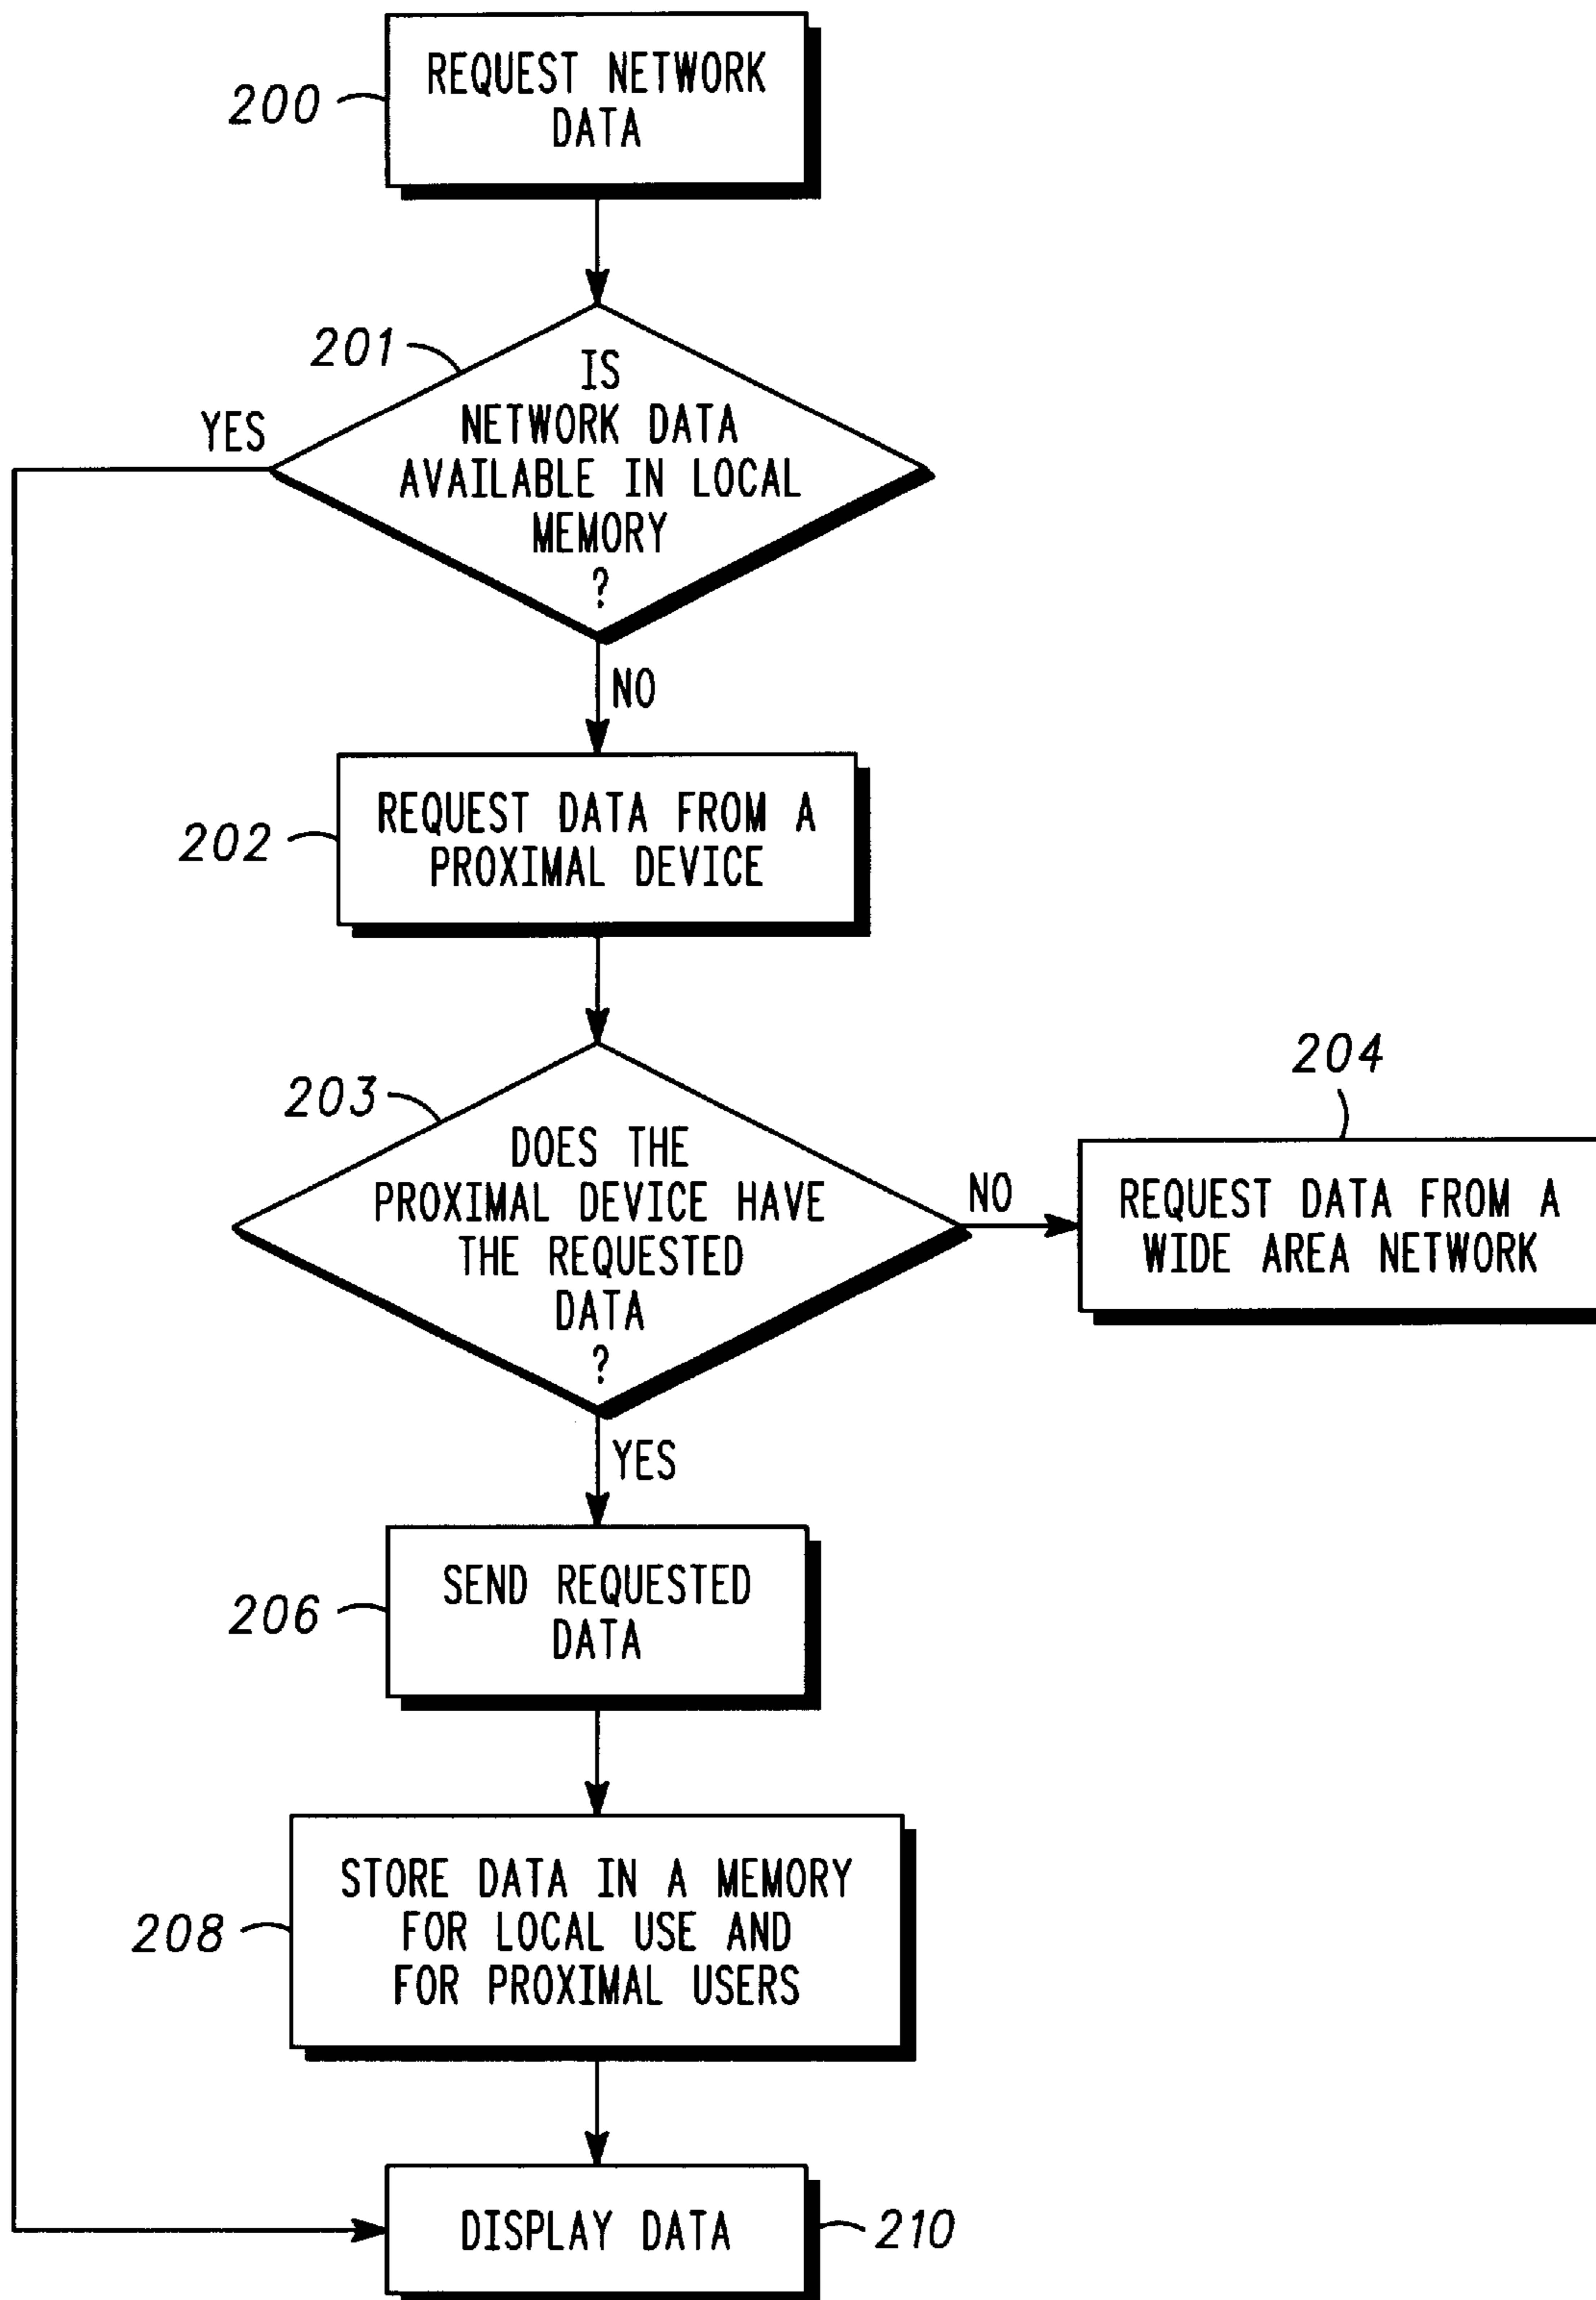 200
REQUEST NETWORK
DATA
201
IS
NETWORK DATA
AVAILABLE IN LOCAL
MEMORY
?
YES
NO
202
REQUEST DATA FROM A
PROXIMAL DEVICE
203
DOES THE
PROXIMAL DEVICE HAVE
THE REQUESTED
DATA
?
NO
204
REQUEST DATA FROM A
WIDE AREA NETWORK
YES
206
SEND REQUESTED
DATA
208
STORE DATA IN A MEMORY
FOR LOCAL USE AND
FOR PROXIMAL USERS
DISPLAY DATA
210